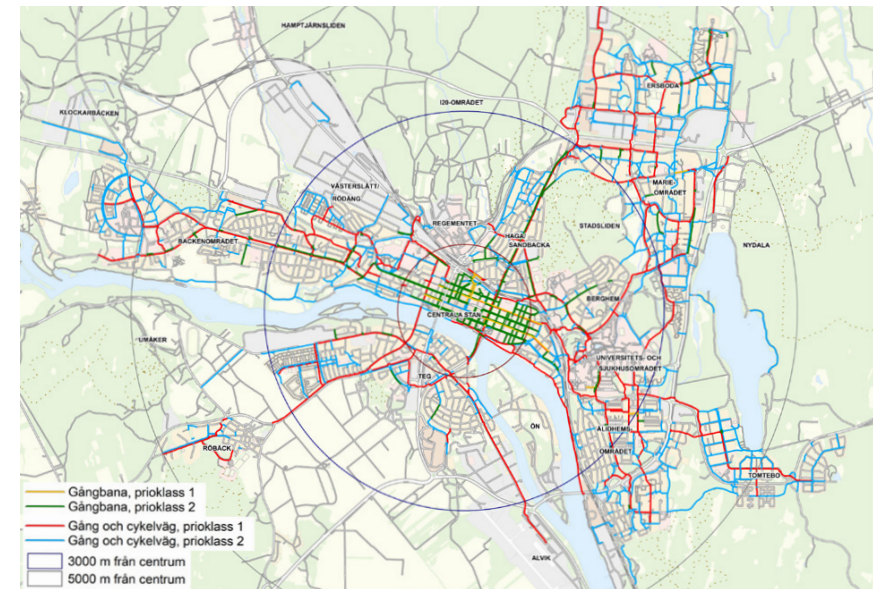 HAMPTJÄRNSLIDEN
ERSBODA
I20-OMRÅDET
KLOCKARBÄCKEN
VÄSTERSLÄTT/
RÖDÄNG
MARIE-
OMRÅDET
REGEMENTET
STADSLIDEN
HAGA/
SANDBACKA
NYDALA
BACKENOMRÅDET
BERGHEM
CENTRALA STAN
UMÅKER
UNIVERSITETS- OCH
SJUKHUSOMRÅDET
TEG
ÖN
ÅLIDHEMS-
OMRÅDET
RÖBÄCK
TOMTEBO
ALVIK
Gångbana, prioklass 1
Gångbana, prioklass 2
Gång och cykelväg, prioklass 1
Gång och cykelväg, prioklass 2
3000 m från centrum
5000 m från centrum